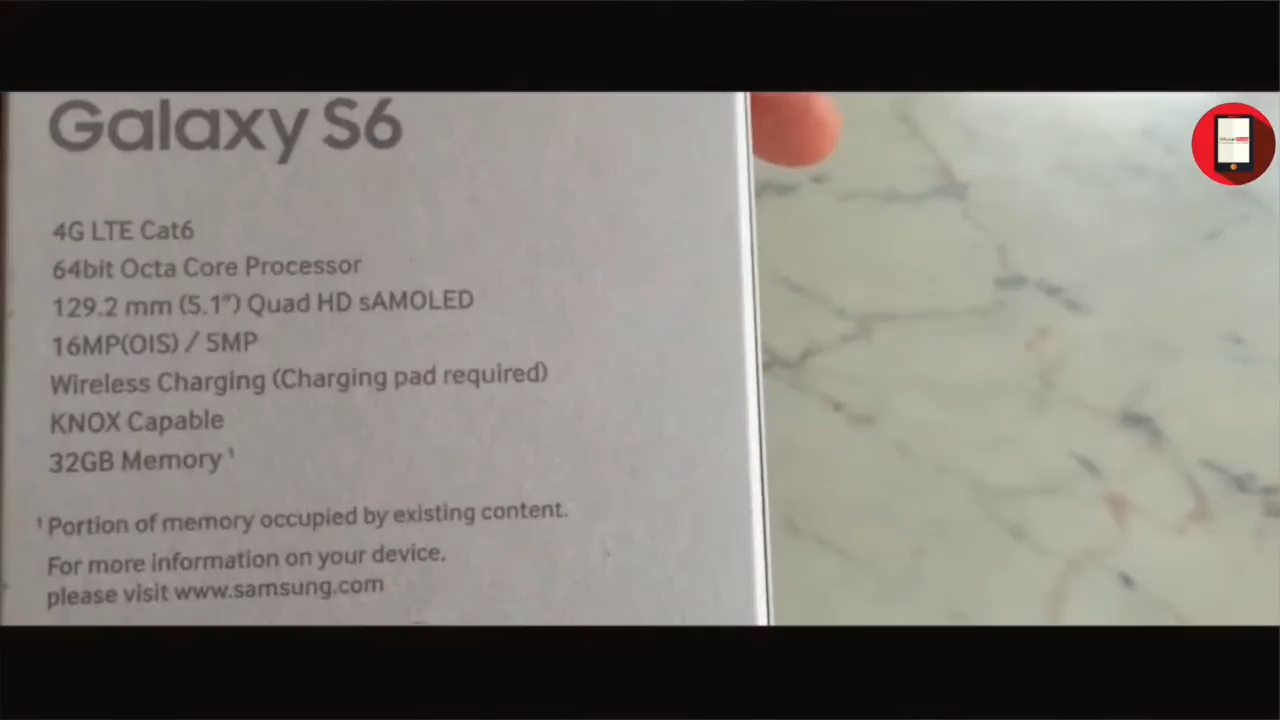 Galaxy S6
4G LTE Cat6
64bit Octa Core Processor
129.2 mm (5.1") Quad HD sAMOLED
16MP(OIS) / 5MP
Wireless Charging (Charging pad required)
KNOX Capable
32GB Memory ¹
¹ Portion of memory occupied by existing content.
For more information on your device,
please visit www.samsung.com